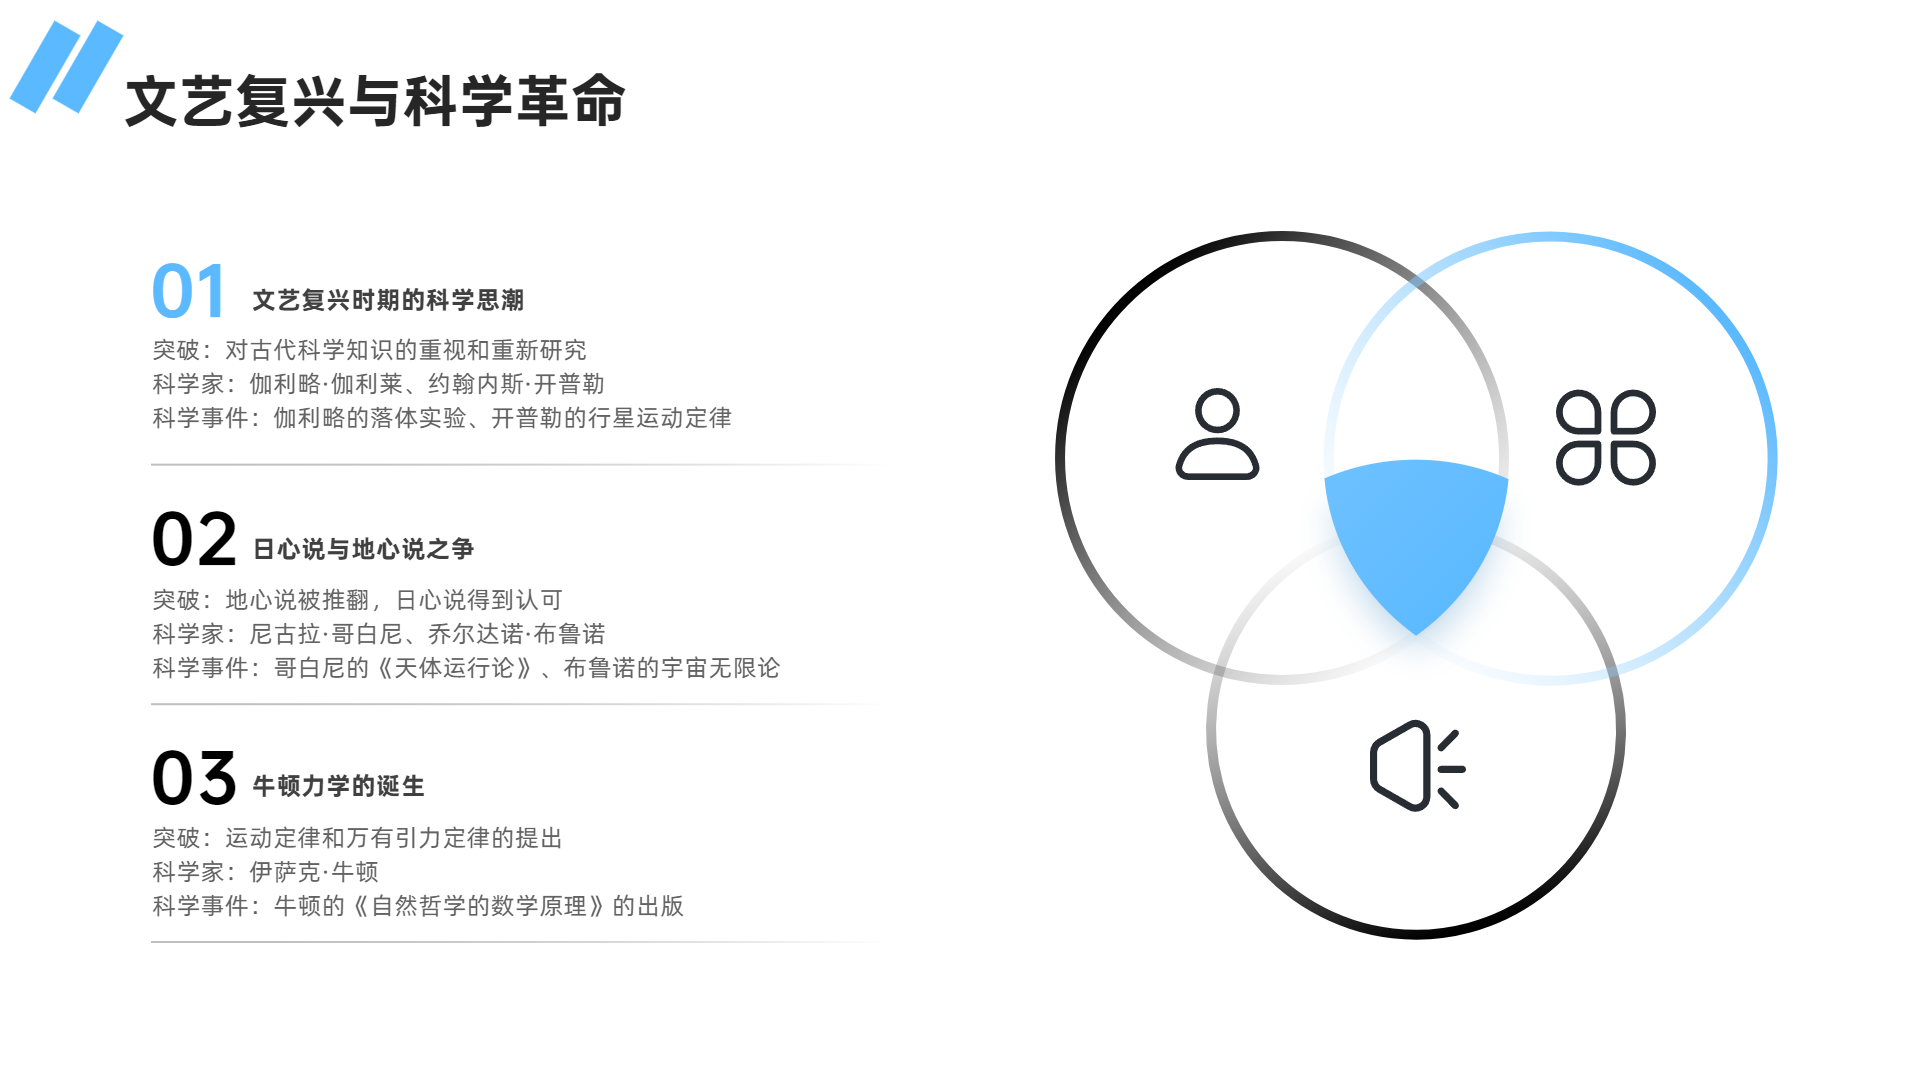 文艺复兴与科学革命
01 文艺复兴时期的科学思潮
突破：对古代科学知识的重视和重新研究
科学家：伽利略·伽利莱、约翰内斯·开普勒
科学事件：伽利略的落体实验、开普勒的行星运动定律
02 日心说与地心说之争
突破：地心说被推翻，日心说得到认可
科学家：尼古拉·哥白尼、乔尔达诺·布鲁诺
科学事件：哥白尼的《天体运行论》、布鲁诺的宇宙无限论
03 牛顿力学的诞生
突破：运动定律和万有引力定律的提出
科学家：伊萨克·牛顿
科学事件：牛顿的《自然哲学的数学原理》的出版